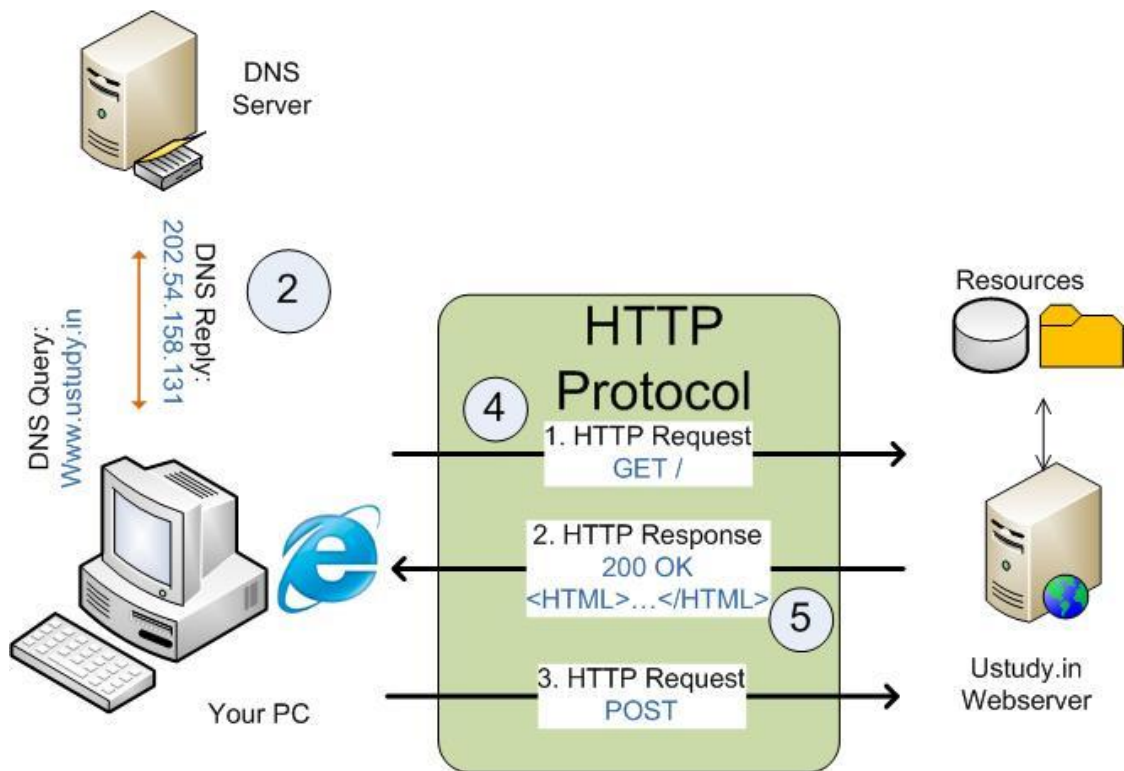 DNS
Server
DNS Query:
Www.ustudy.in
DNS Reply:
202.54.158.131
2
HTTP
Protocol
4
1. HTTP Request
GET /
2. HTTP Response
200 OK
<HTML>...</HTML>
5
3. HTTP Request
POST
Your PC
Resources
Ustudy.in
Webserver